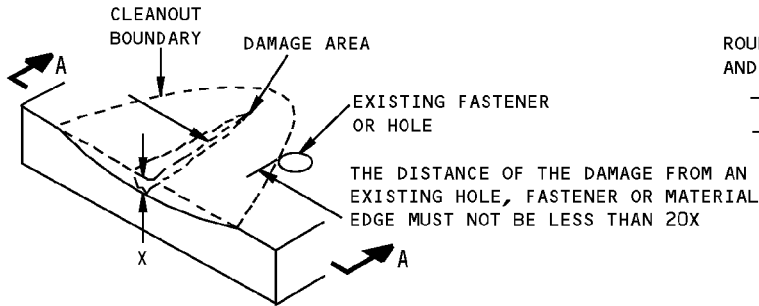 CLEANOUT
BOUNDARY
DAMAGE AREA
A
EXISTING FASTENER
OR HOLE
THE DISTANCE OF THE DAMAGE FROM AN
EXISTING HOLE, FASTENER OR MATERIAL
EDGE MUST NOT BE LESS THAN 20X
X
A
AND